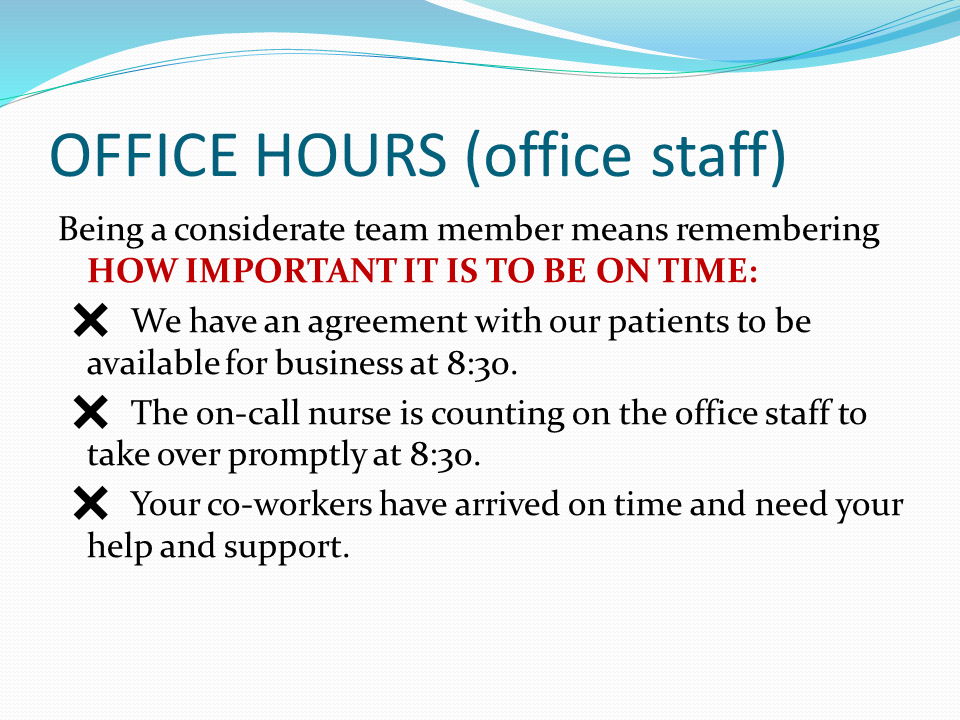 OFFICE HOURS (office staff)
Being a considerate team member means remembering
HOW IMPORTANT IT IS TO BE ON TIME:
❌ We have an agreement with our patients to be
available for business at 8:30.
❌ The on-call nurse is counting on the office staff to
take over promptly at 8:30.
❌ Your co-workers have arrived on time and need your
help and support.